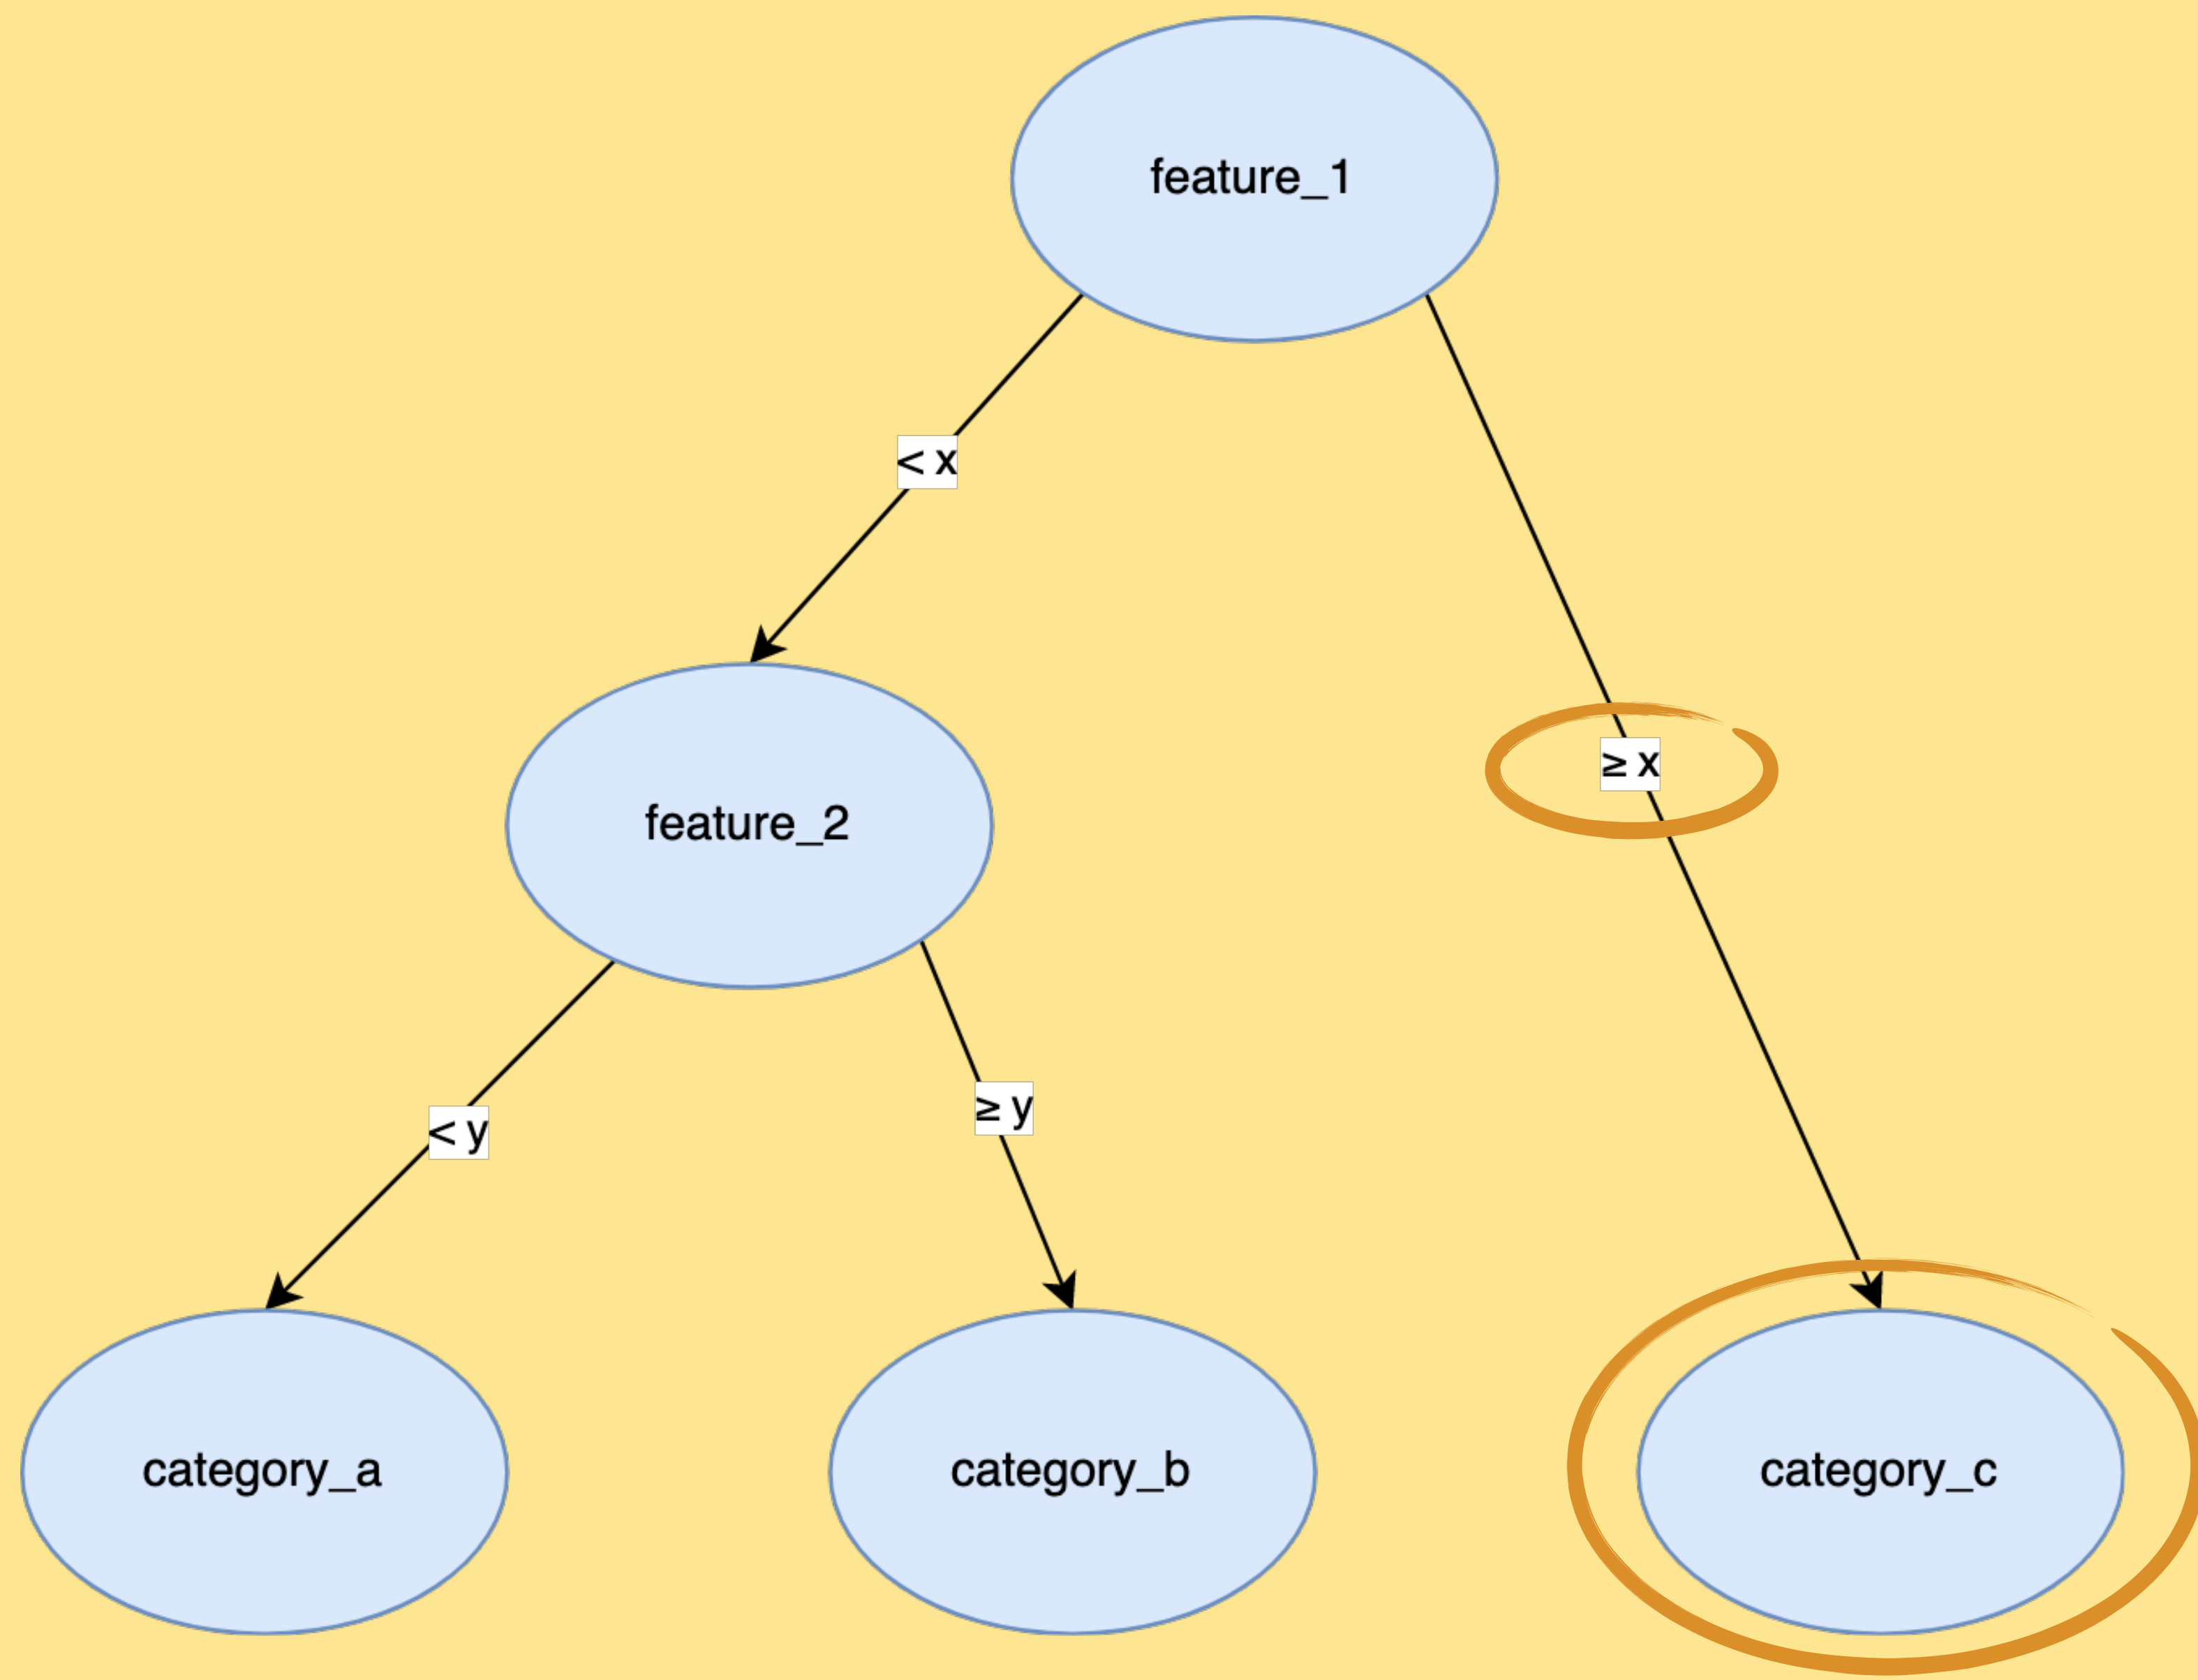 feature_1
< x
feature_2
≥ x
< y
≥ y
category_a
category_b
category_c